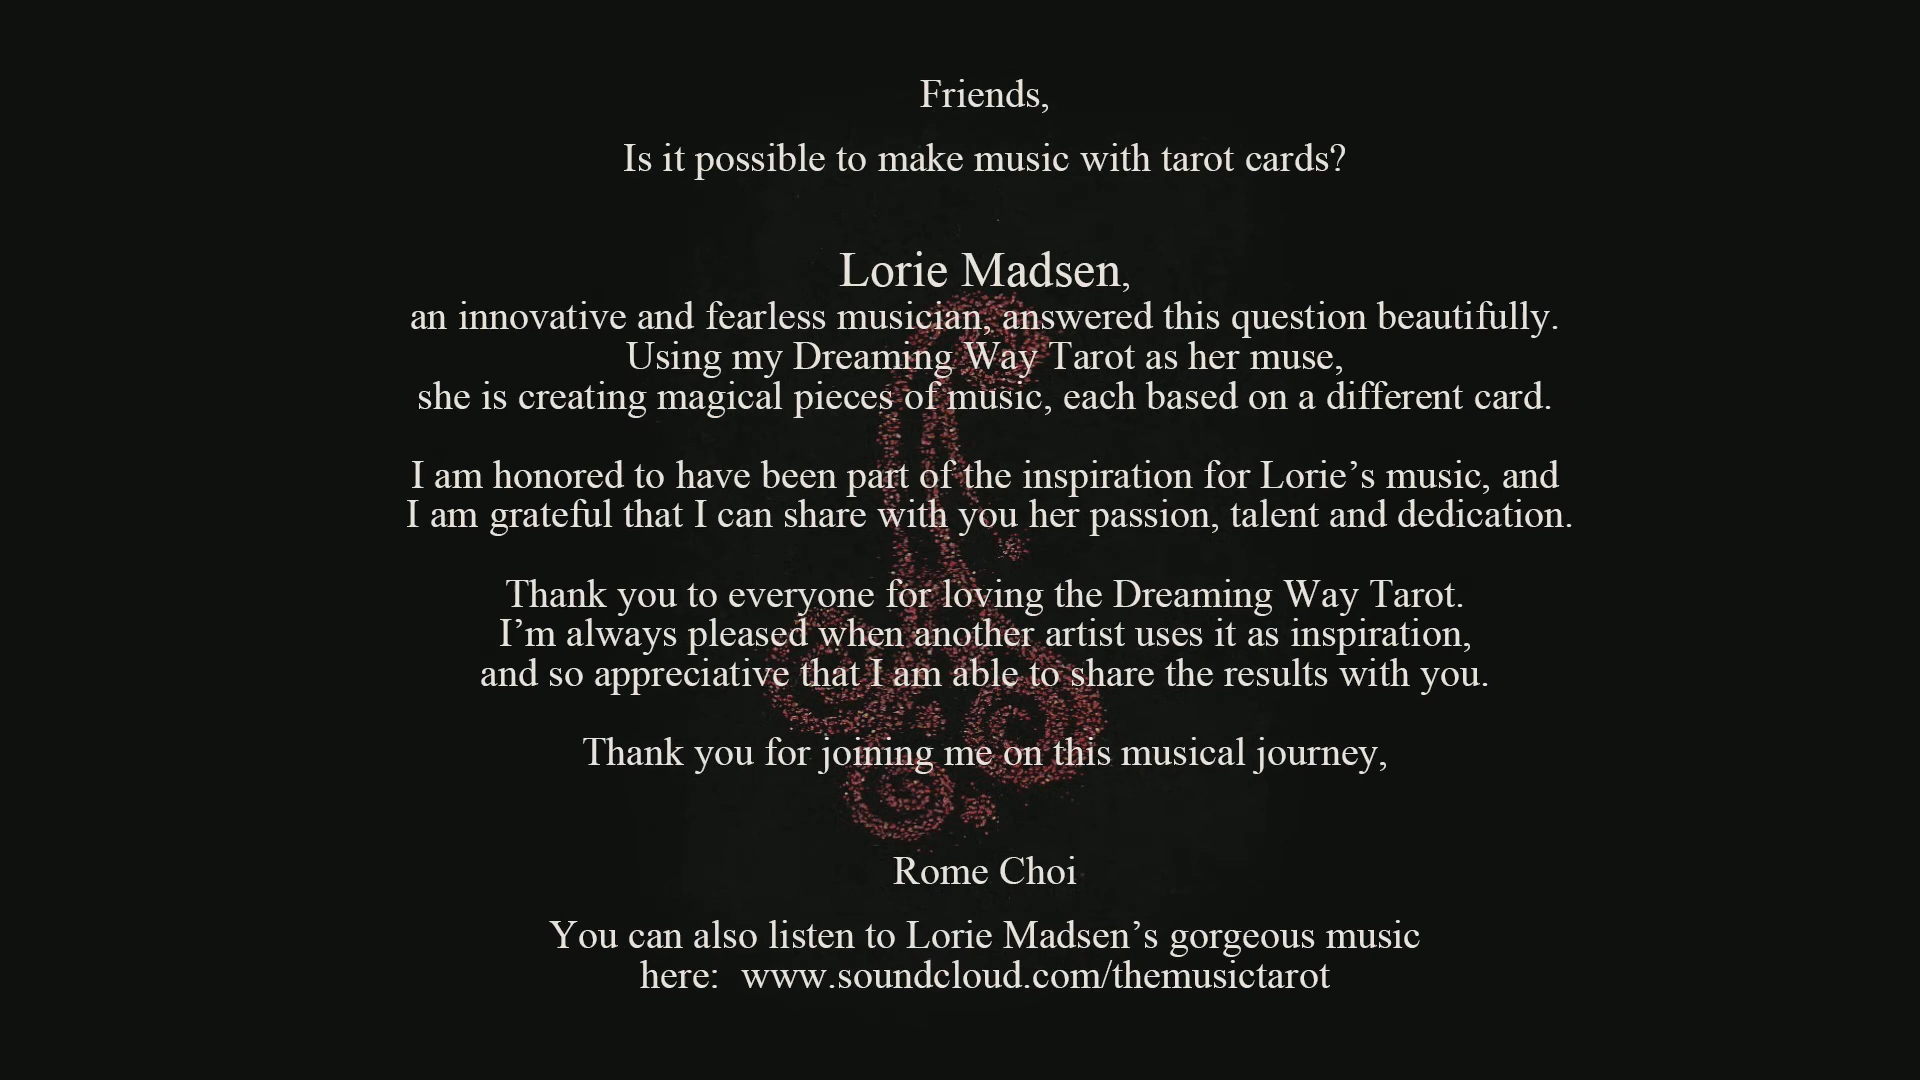 Friends,
Is it possible to make music with tarot cards?
Lorie Madsen,
an innovative and fearless musician, answered this question beautifully.
Using my Dreaming Way Tarot as her muse,
she is creating magical pieces of music, each based on a different card.
I am honored to have been part of the inspiration for Lorie’s music, and
I am grateful that I can share with you her passion, talent and dedication.
Thank you to everyone for loving the Dreaming Way Tarot.
I’m always pleased when another artist uses it as inspiration,
and so appreciative that I am able to share the results with you.
Thank you for joining me on this musical journey,
Rome Choi
You can also listen to Lorie Madsen’s gorgeous music
here:  www.soundcloud.com/themusictarot